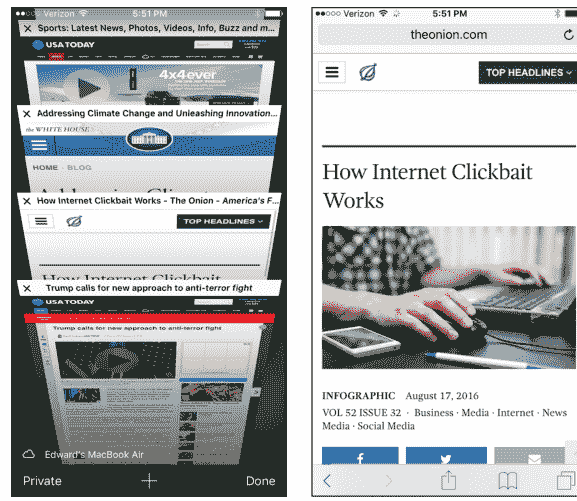 Verizon 5:51 PM
Sports: Latest News, Photos, Videos, Info, Buzz and m...
USA TODAY
4x4ever
Addressing Climate Change and Unleashing Innovation...
the WHITE HOUSE
HOME · BLOG
How Internet Clickbait Works - The Onion - America's F...
TOP HEADLINES
How Internet Clickbait
Trump calls for new approach to anti-terror fight
USA TODAY
Trump calls for new approach to anti-terror fight
Edward's MacBook Air
Private
Done
Verizon 5:51 PM
theonion.com
TOP HEADLINES
How Internet Clickbait
Works
INFOGRAPHIC August 17, 2016
VOL 52 ISSUE 32 · Business · Media · Internet · News
Media · Social Media